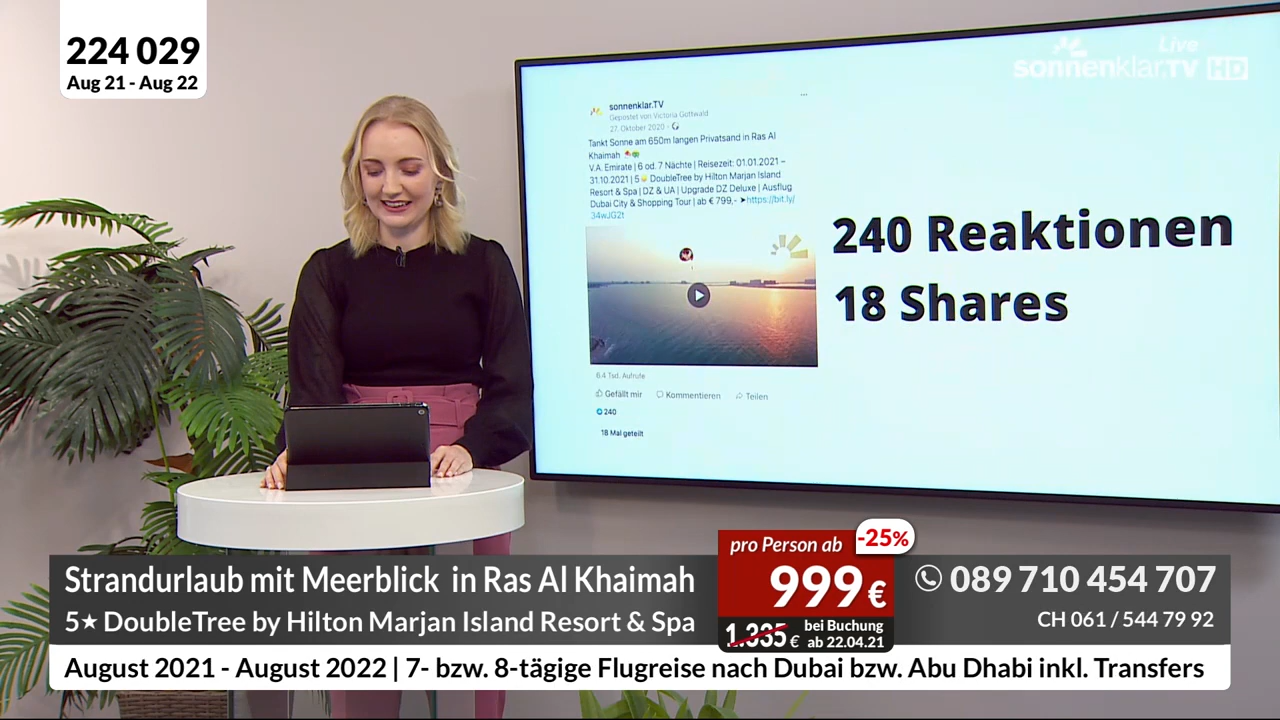 224 029
Aug 21 - Aug 22
Live
sonnenklar.TV HD
sonnenklar.TV
Gepostet von Victoria Gottwald
27. Oktober 2020
Tankt Sonne am 650m langen Privatsand in Ras Al
Khaimah
V.A. Emirate | 6 od. 7 Nächte | Reisezeit: 01.01.2021 –
31.10.2021 | 5 DoubleTree by Hilton Marjan Island
Resort & Spa | DZ & UA | Upgrade DZ Deluxe | Ausflug
Dubai City & Shopping Tour | ab € 799,- ➤https://bit.ly/
34wJG2t
6.4 Tsd. Aufrufe
Gefällt mir Kommentieren Teilen
240
18 Mal geteilt
240 Reaktionen
18 Shares
Strandurlaub mit Meerblick in Ras Al Khaimah
5★ DoubleTree by Hilton Marjan Island Resort & Spa
pro Person ab
-25%
999 €
1.335 €
bei Buchung
ab 22.04.21
089 710 454 707
CH 061 / 544 79 92
August 2021 - August 2022 | 7- bzw. 8-tägige Flugreise nach Dubai bzw. Abu Dhabi inkl. Transfers